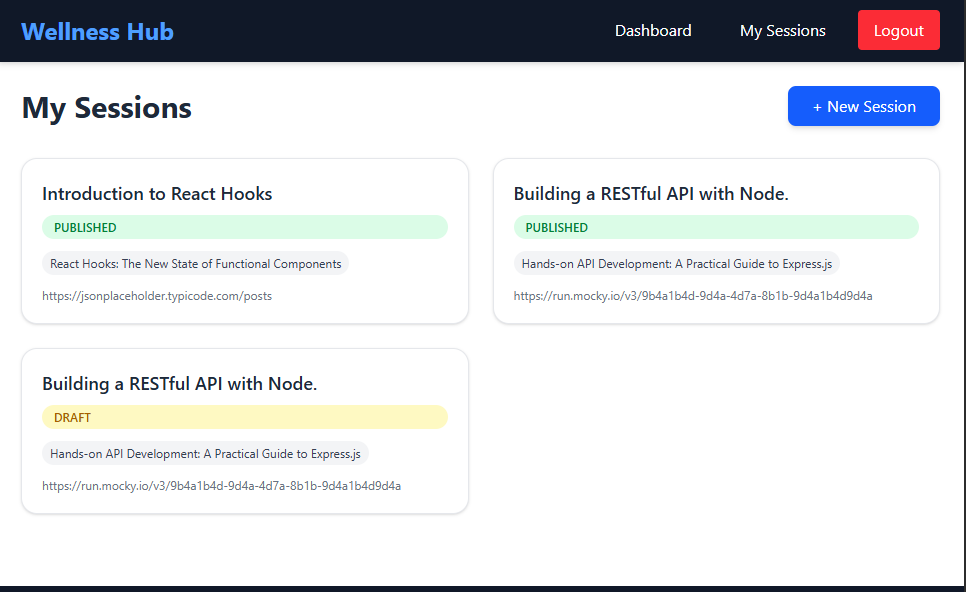 Wellness Hub
Dashboard
My Sessions
Logout
My Sessions
+ New Session
Introduction to React Hooks
PUBLISHED
React Hooks: The New State of Functional Components
https://jsonplaceholder.typicode.com/posts
Building a RESTful API with Node.
PUBLISHED
Hands-on API Development: A Practical Guide to Express.js
https://run.mocky.io/v3/9b4a1b4d-9d4a-4d7a-8b1b-9d4a1b4d9d4a
Building a RESTful API with Node.
DRAFT
Hands-on API Development: A Practical Guide to Express.js
https://run.mocky.io/v3/9b4a1b4d-9d4a-4d7a-8b1b-9d4a1b4d9d4a